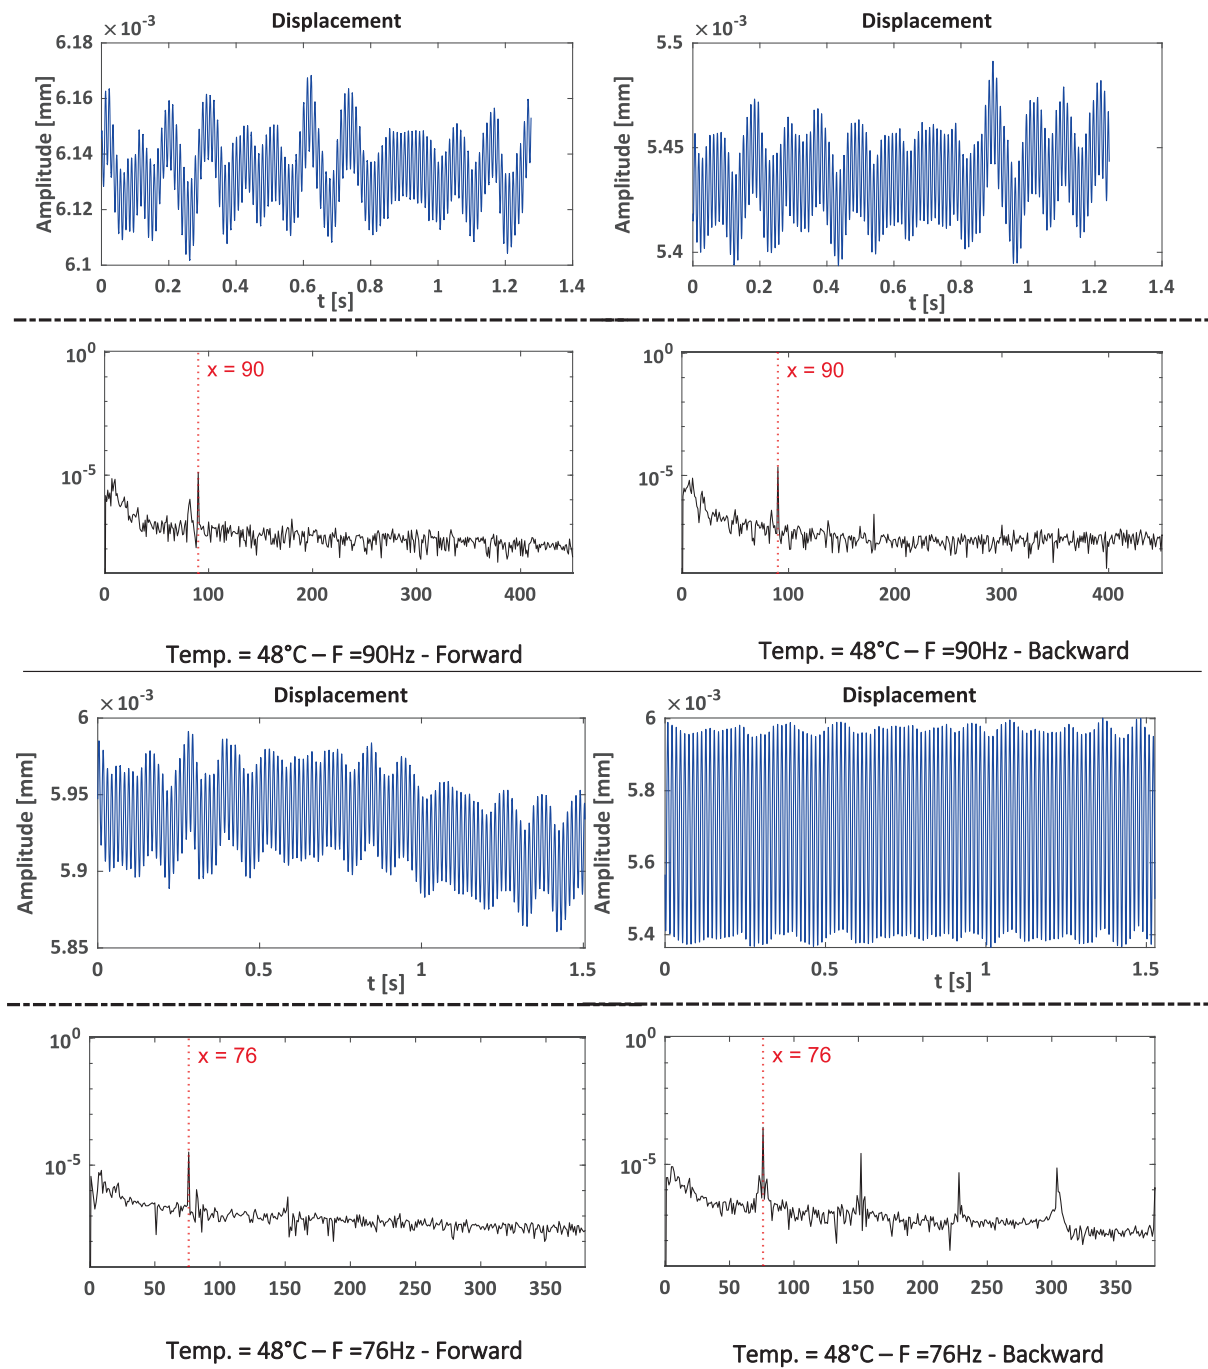 Displacement
×10-3
6.18
6.16
6.14
6.12
6.1
Amplitude [mm]
0 0.2 0.4 0.6 0.8 1 1.2 1.4
t [s]
Displacement
×10-3
5.5
5.45
5.4
Amplitude [mm]
0 0.2 0.4 0.6 0.8 1 1.2 1.4
t [s]
100
10-5
x = 90
0 100 200 300 400
Temp. = 48°C – F =90Hz - Forward
100
10-5
x = 90
0 100 200 300 400
Temp. = 48°C – F =90Hz - Backward
Displacement
×10-3
6
5.95
5.9
5.85
Amplitude [mm]
0 0.5 1 1.5
t [s]
Displacement
×10-3
6
5.8
5.6
5.4
Amplitude [mm]
0 0.5 1 1.5
t [s]
100
10-5
x = 76
0 50 100 150 200 250 300 350
Temp. = 48°C – F =76Hz - Forward
100
10-5
x = 76
0 50 100 150 200 250 300 350
Temp. = 48°C – F =76Hz - Backward